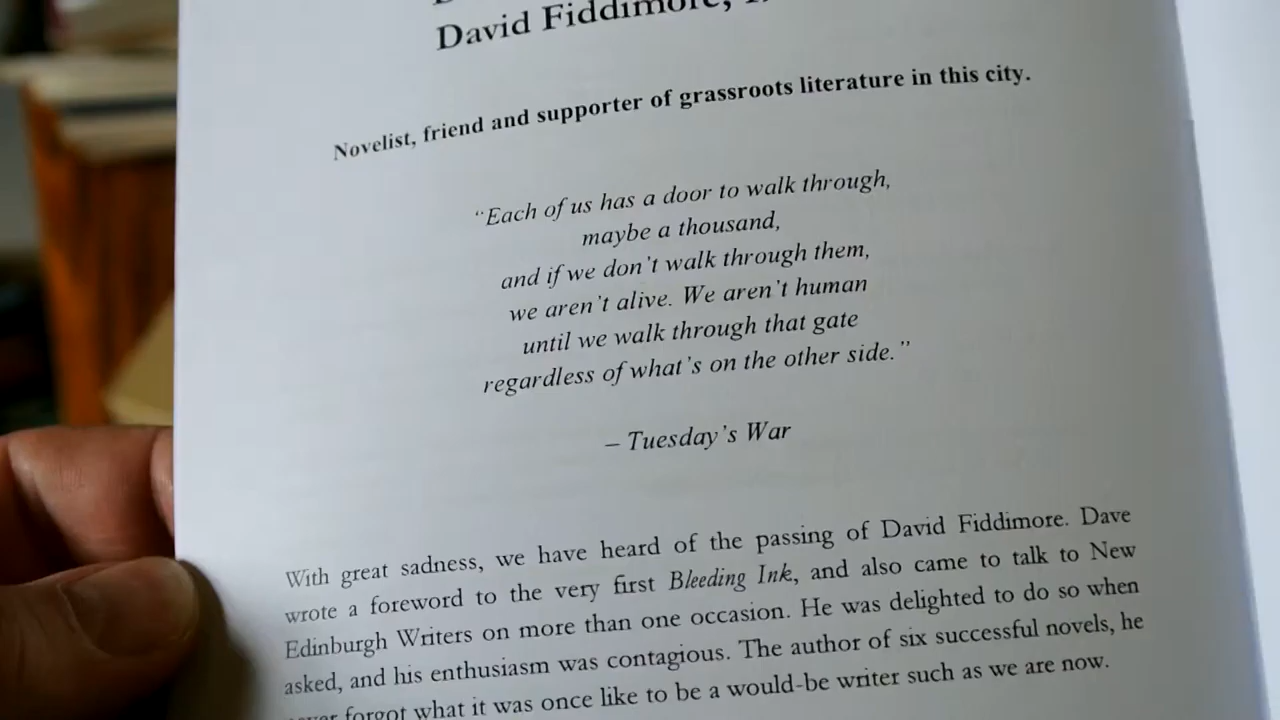 David Fiddimore,
Novelist, friend and supporter of grassroots literature in this city.
“Each of us has a door to walk through,
maybe a thousand,
and if we don’t walk through them,
we aren’t alive. We aren’t human
until we walk through that gate
regardless of what’s on the other side.”
– Tuesday’s War
With great sadness, we have heard of the passing of David Fiddimore. Dave
wrote a foreword to the very first Bleeding Ink, and also came to talk to New
Edinburgh Writers on more than one occasion. He was delighted to do so when
asked, and his enthusiasm was contagious. The author of six successful novels, he
forgot what it was once like to be a would-be writer such as we are now.